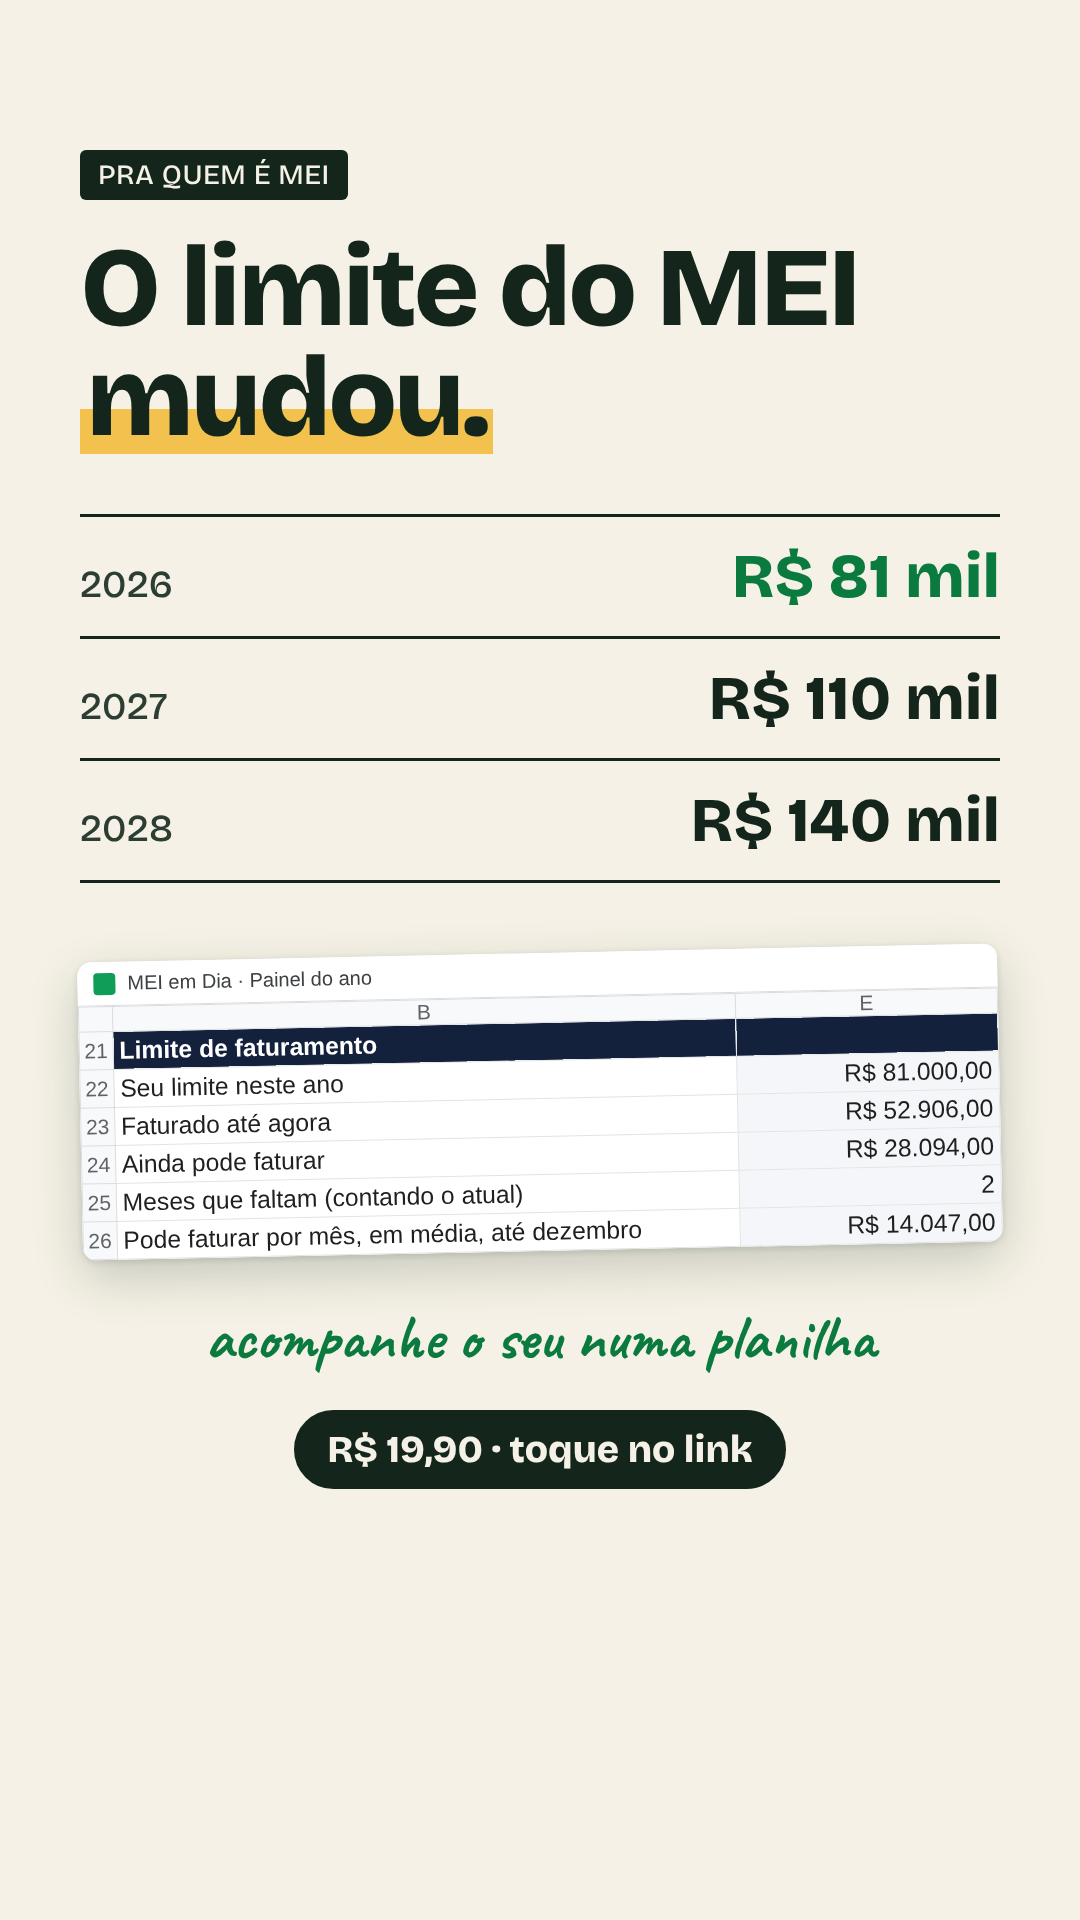 PRA QUEM É MEI
O limite do MEI
mudou.
2026 R$ 81 mil
2027 R$ 110 mil
2028 R$ 140 mil
MEI em Dia · Painel do ano
B E
21 Limite de faturamento
22 Seu limite neste ano R$ 81.000,00
23 Faturado até agora R$ 52.906,00
24 Ainda pode faturar R$ 28.094,00
25 Meses que faltam (contando o atual) 2
26 Pode faturar por mês, em média, até dezembro R$ 14.047,00
acompanhe o seu numa planilha
R$ 19,90 · toque no link